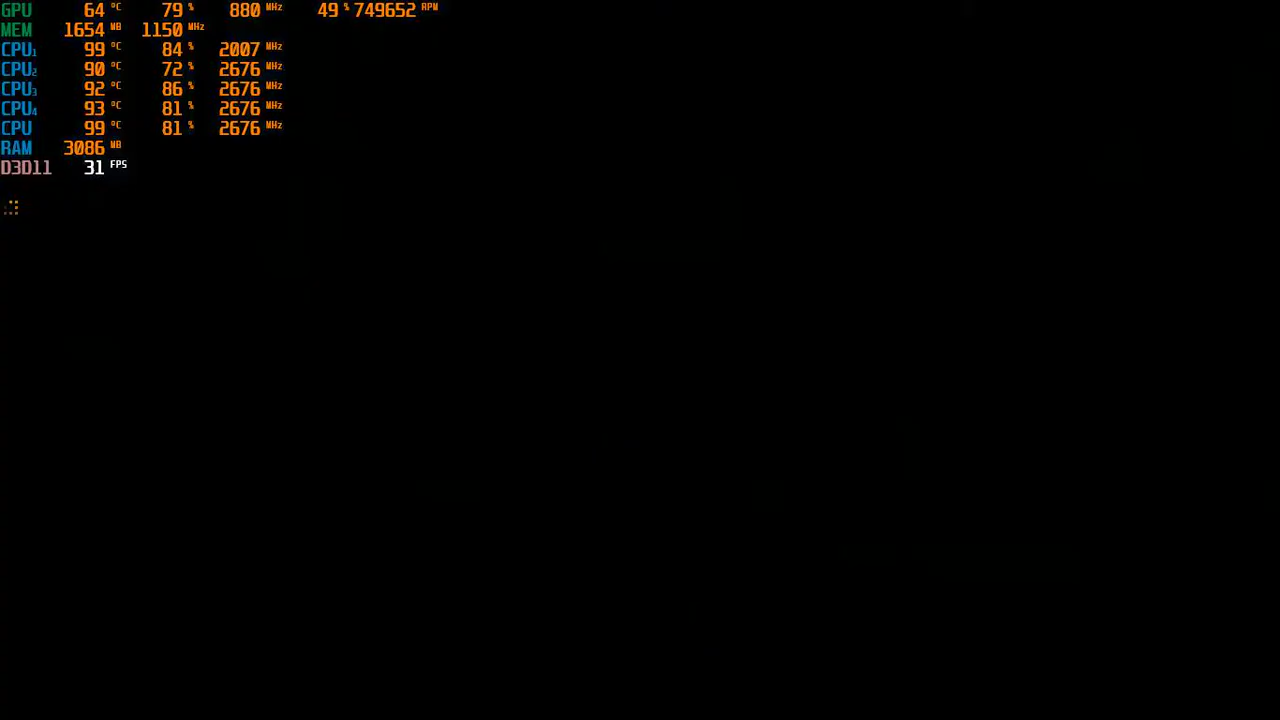 GPU 64 °C 79 % 880 MHz 49 % 749652 RPM
MEM 1654 MB 1150 MHz
CPU1 99 °C 84 % 2007 MHz
CPU2 90 °C 72 % 2676 MHz
CPU3 92 °C 86 % 2676 MHz
CPU4 93 °C 81 % 2676 MHz
CPU 99 °C 81 % 2676 MHz
RAM 3086 MB
D3D11 31 FPS